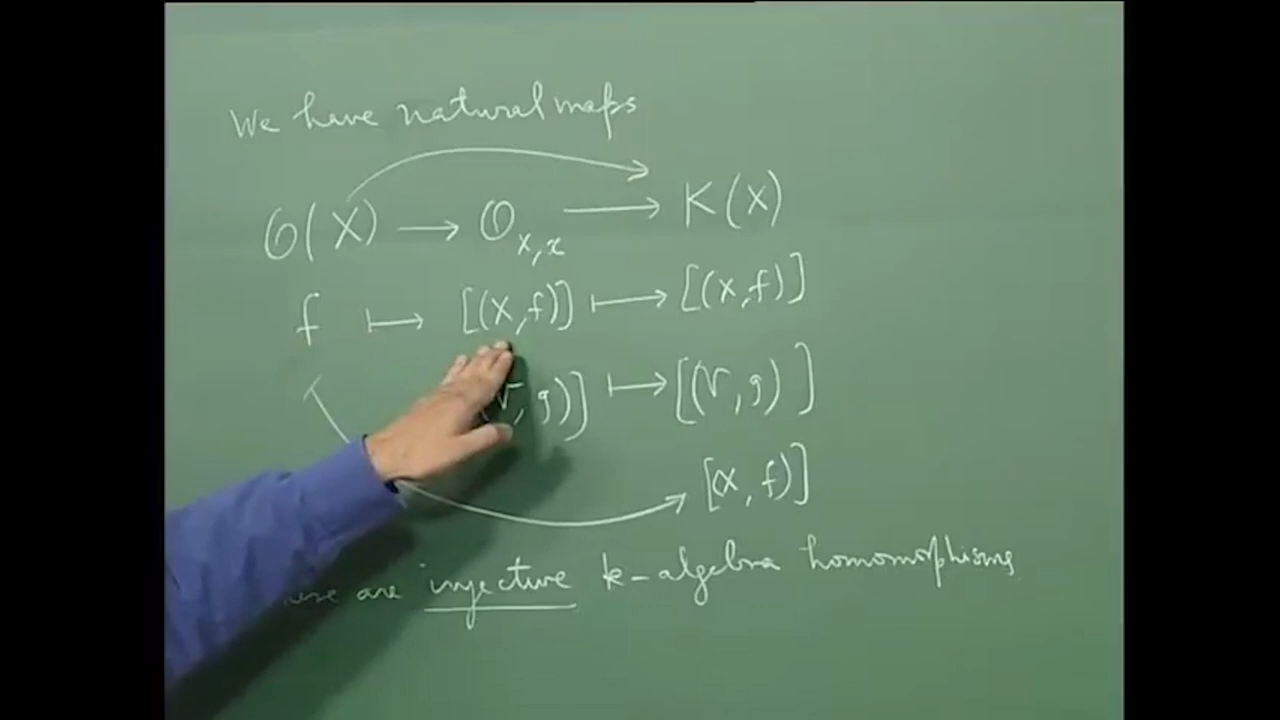 We have natural maps
O(X) → O_{X,x} → K(X)
f ↦ [(X,f)] ↦ [(X,f)]
V,g)] ↦ [(V,g)]
[(X,f)]
are injective k-algebra homomorphisms